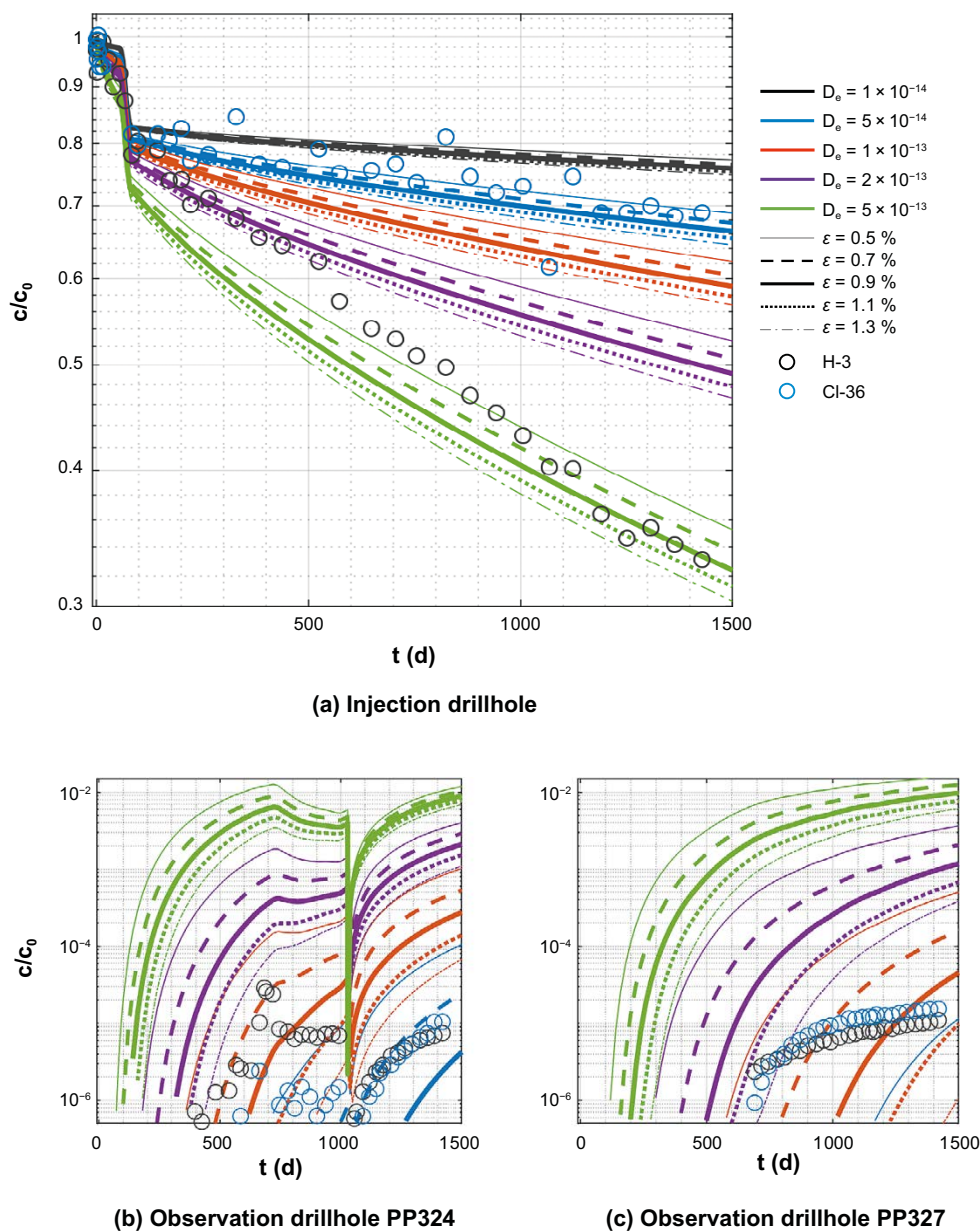 1
0.9
0.8
0.7
0.6
0.5
0.4
0.3
c/c₀
0 500 1000 1500
t (d)
Dₑ = 1 × 10⁻¹⁴
Dₑ = 5 × 10⁻¹⁴
Dₑ = 1 × 10⁻¹³
Dₑ = 2 × 10⁻¹³
Dₑ = 5 × 10⁻¹³
ε = 0.5 %
ε = 0.7 %
ε = 0.9 %
ε = 1.1 %
ε = 1.3 %
H-3
Cl-36
(a) Injection drillhole
10⁻²
10⁻⁴
10⁻⁶
c/c₀
0 500 1000 1500
t (d)
(b) Observation drillhole PP324
10⁻²
10⁻⁴
10⁻⁶
c/c₀
0 500 1000 1500
t (d)
(c) Observation drillhole PP327